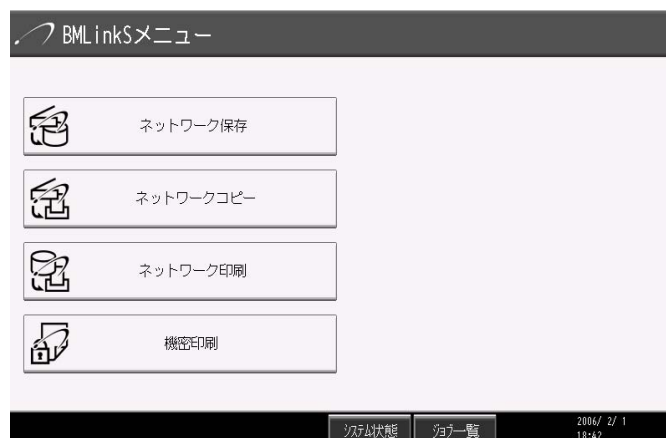 BMLinkSメニュー
ネットワーク保存
ネットワークコピー
ネットワーク印刷
機密印刷
システム状態 ジョブ一覧 2006/ 2/ 1
18:42